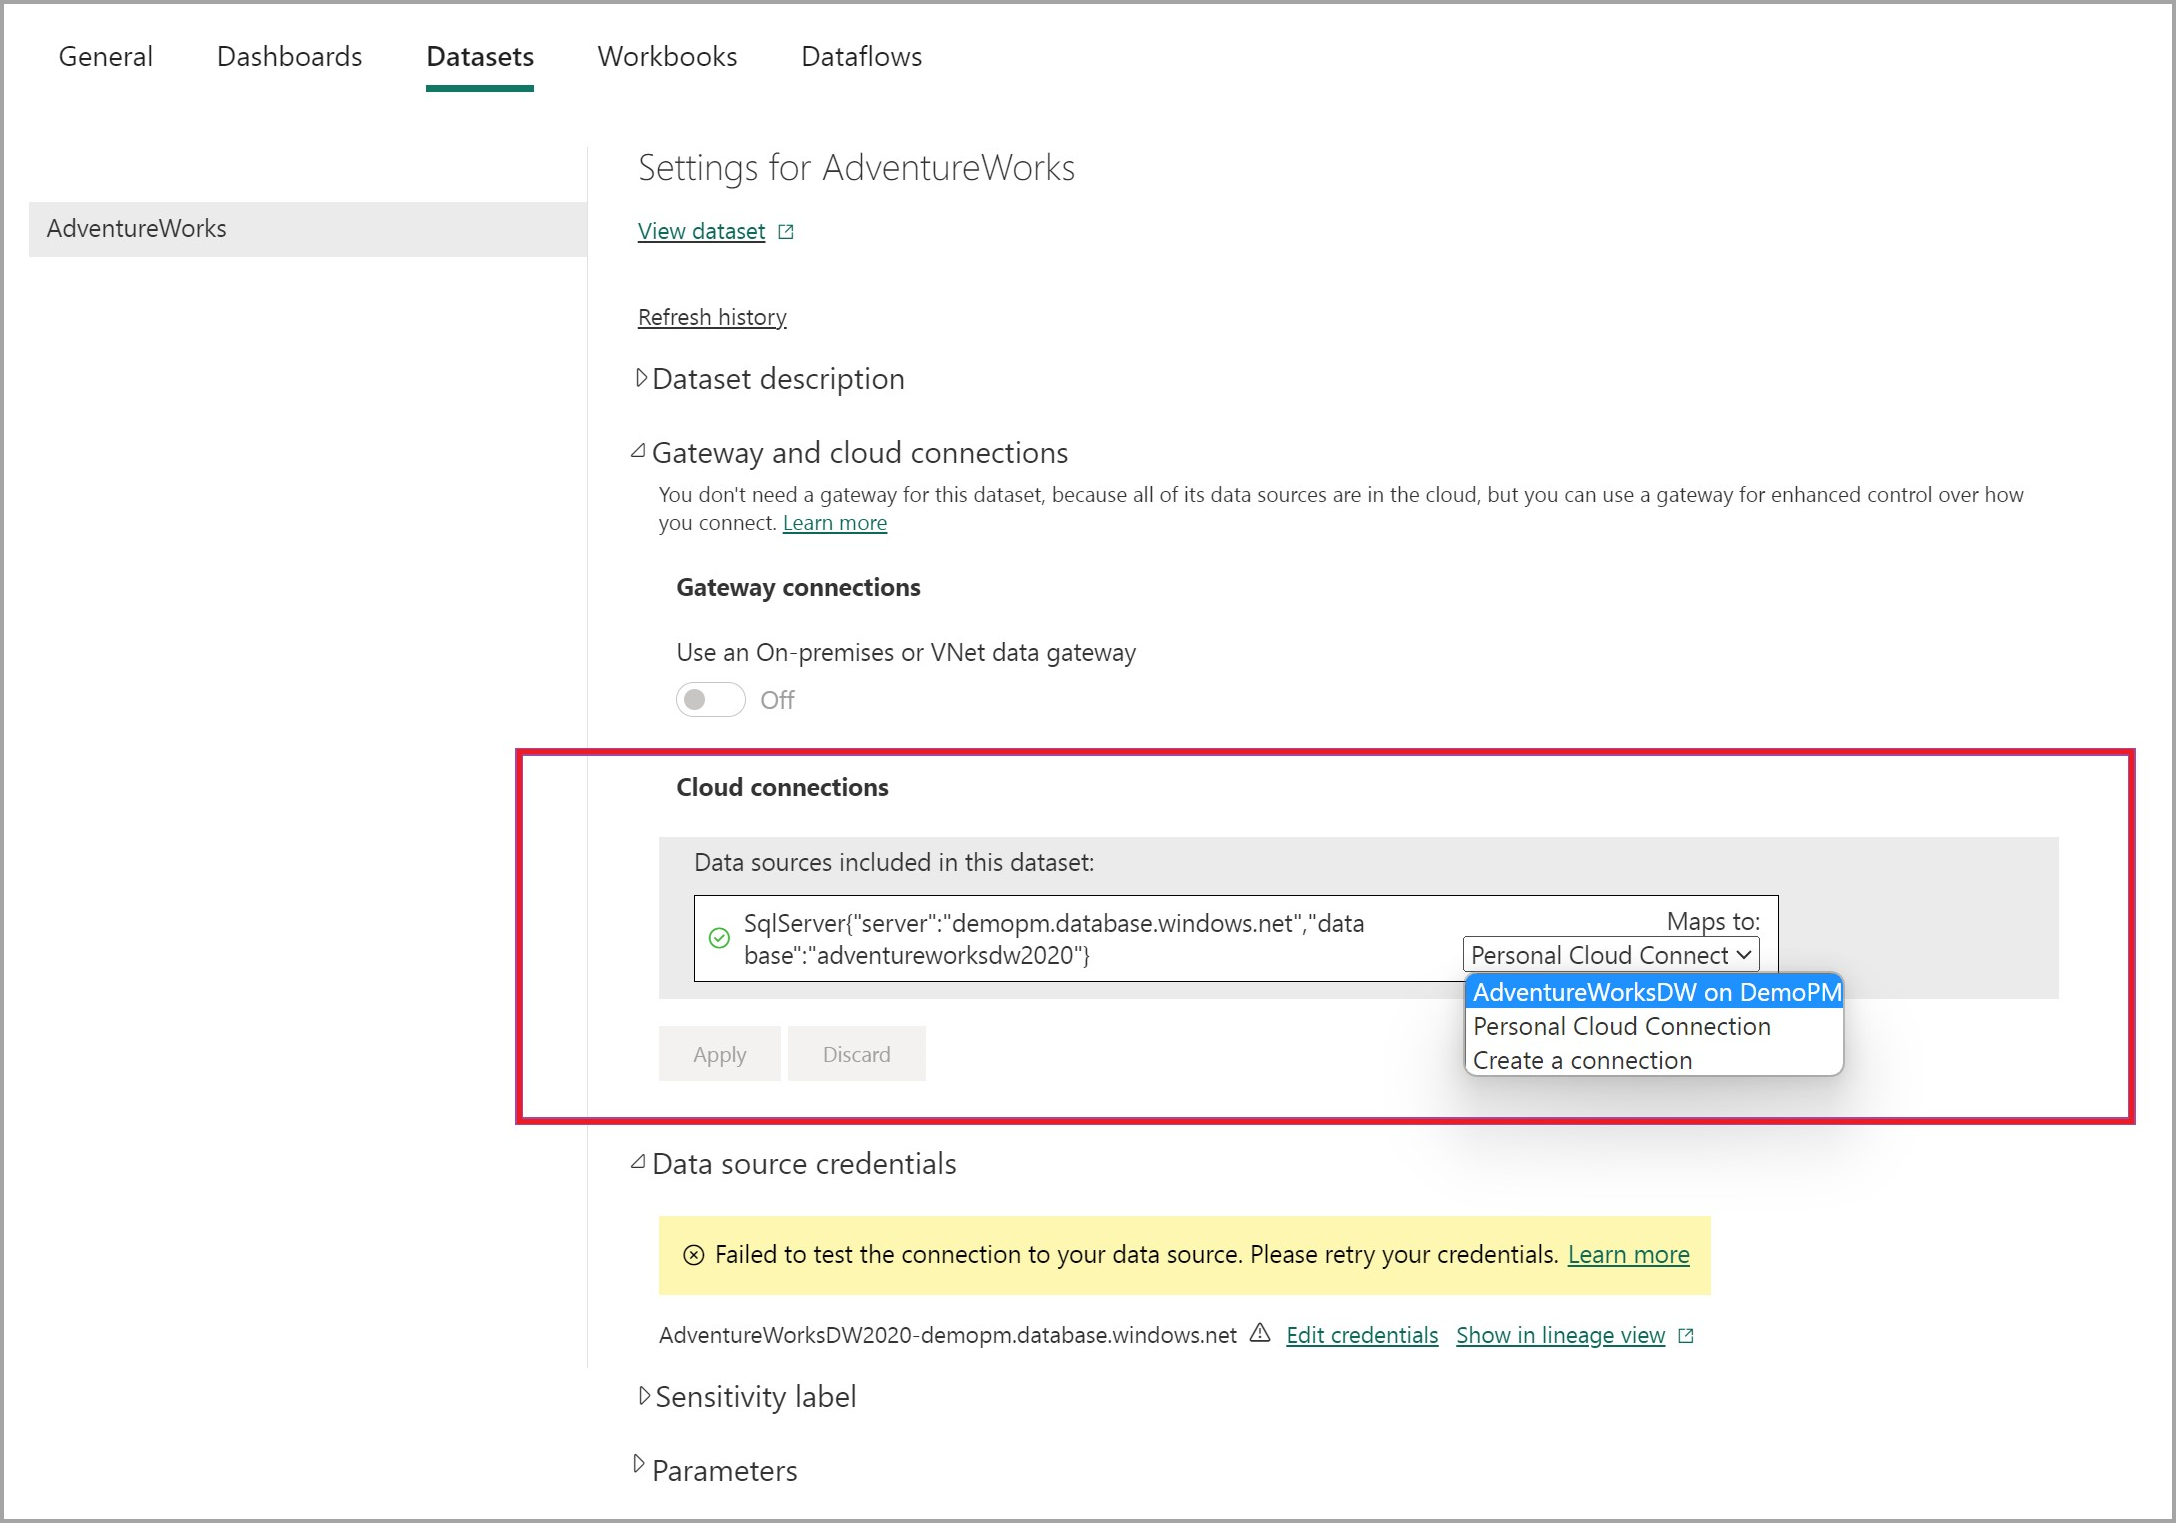 General Dashboards Datasets Workbooks Dataflows
AdventureWorks
Settings for AdventureWorks
View dataset
Refresh history
Dataset description
Gateway and cloud connections
You don't need a gateway for this dataset, because all of its data sources are in the cloud, but you can use a gateway for enhanced control over how
you connect. Learn more
Gateway connections
Use an On-premises or VNet data gateway
Off
Cloud connections
Data sources included in this dataset:
SqlServer{"server":"demopm.database.windows.net","data
base":"adventureworksdw2020"}
Maps to:
Personal Cloud Connect
AdventureWorksDW on DemoPM
Personal Cloud Connection
Create a connection
Apply Discard
Data source credentials
Failed to test the connection to your data source. Please retry your credentials. Learn more
AdventureWorksDW2020-demopm.database.windows.net Edit credentials Show in lineage view
Sensitivity label
Parameters